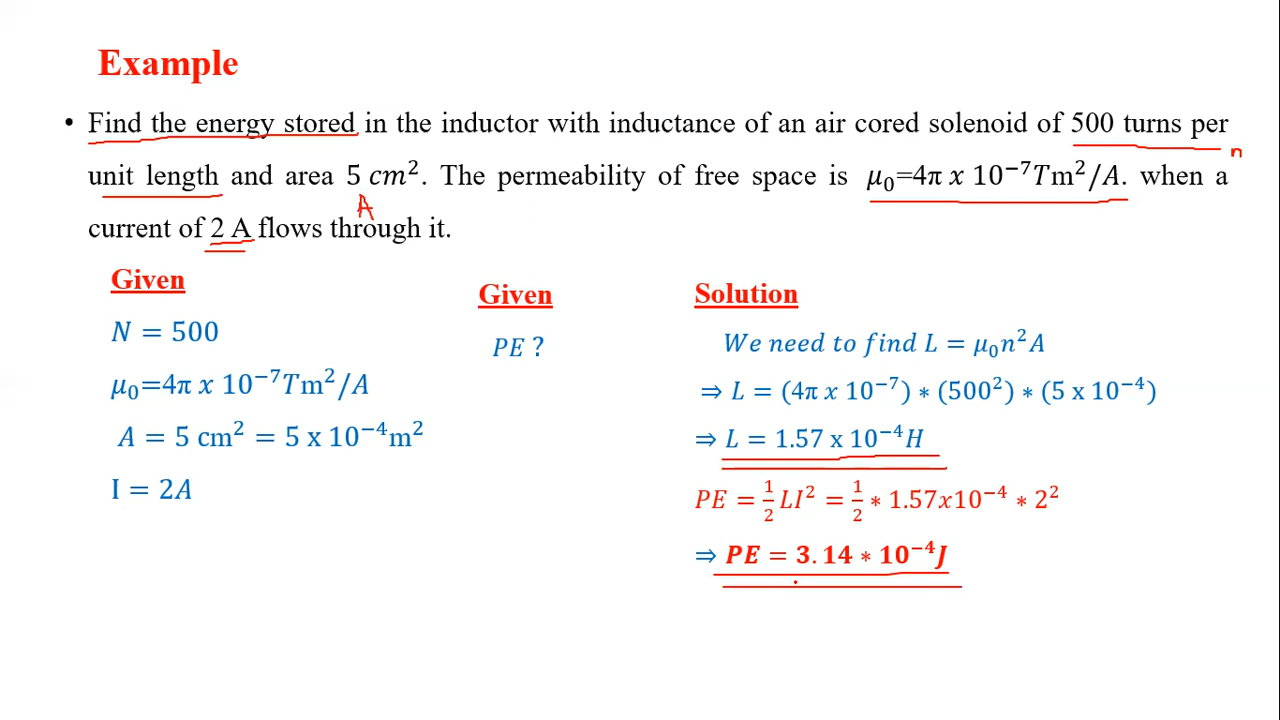 Example
• Find the energy stored in the inductor with inductance of an air cored solenoid of 500 turns per
n
unit length and area 5 cm². The permeability of free space is μ₀=4π x 10⁻⁷Tm²/A. when a
A
current of 2 A flows through it.
Given
N = 500
μ₀=4π x 10⁻⁷Tm²/A
A = 5 cm² = 5 x 10⁻⁴m²
I = 2A
Given
PE ?
Solution
We need to find L = μ₀n²A
⇒ L = (4π x 10⁻⁷) * (500²) * (5 x 10⁻⁴)
⇒ L = 1.57 x 10⁻⁴H
PE = 1/2 LI² = 1/2 * 1.57x10⁻⁴ * 2²
⇒ PE = 3.14 * 10⁻⁴J